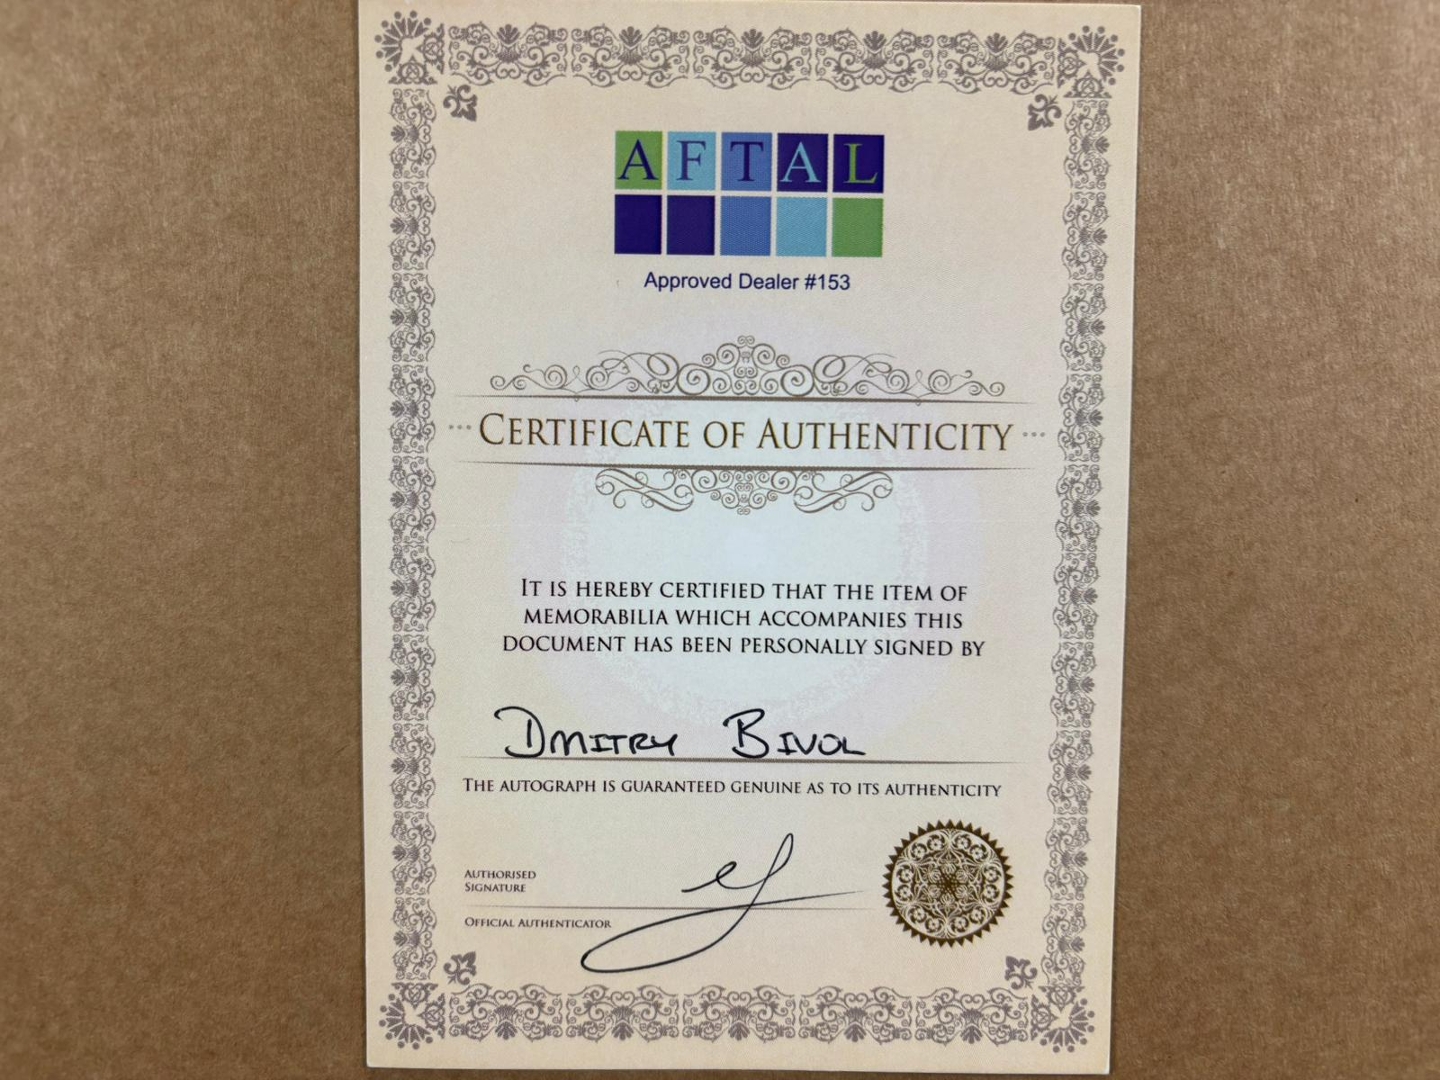 AFTAL
Approved Dealer #153
CERTIFICATE OF AUTHENTICITY
IT IS HEREBY CERTIFIED THAT THE ITEM OF
MEMORABILIA WHICH ACCOMPANIES THIS
DOCUMENT HAS BEEN PERSONALLY SIGNED BY
DMITRY BIVOL
THE AUTOGRAPH IS GUARANTEED GENUINE AS TO ITS AUTHENTICITY
AUTHORISED
SIGNATURE
OFFICIAL AUTHENTICATOR